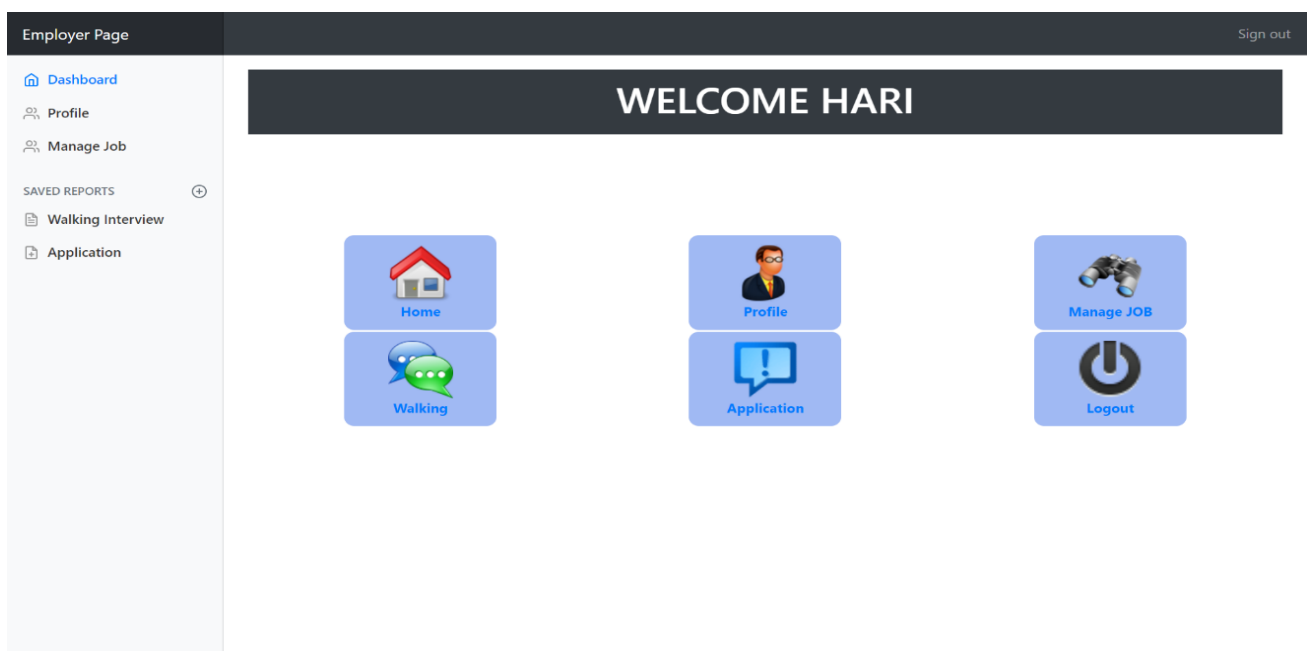 Employer Page
Sign out
Dashboard
Profile
Manage Job
SAVED REPORTS
Walking Interview
Application
WELCOME HARI
Home
Profile
Manage JOB
Walking
Application
Logout